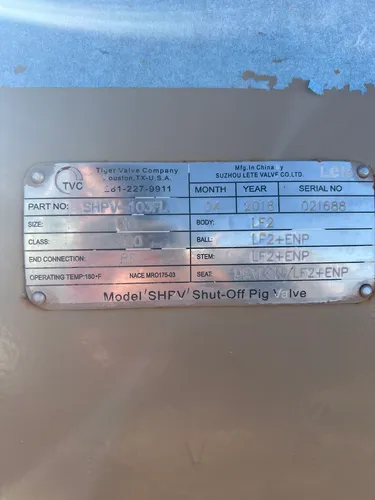 TVC
Tiger Valve Company
Houston, TX-U.S.A.
281-227-9911
Mfg. in China by
SUZHOU LETE VALVE CO.LTD.
Lete
MONTH YEAR SERIAL NO
2018 021688
PART NO:
SIZE: BODY: LF2
CLASS: BALL: LF2+ENP
END CONNECTION: STEM: LF2+ENP
OPERATING TEMP:180°F NACE MR0175-03 SEAT: /LF2+ENP
Model 'SHPV' Shut-Off Pig Valve